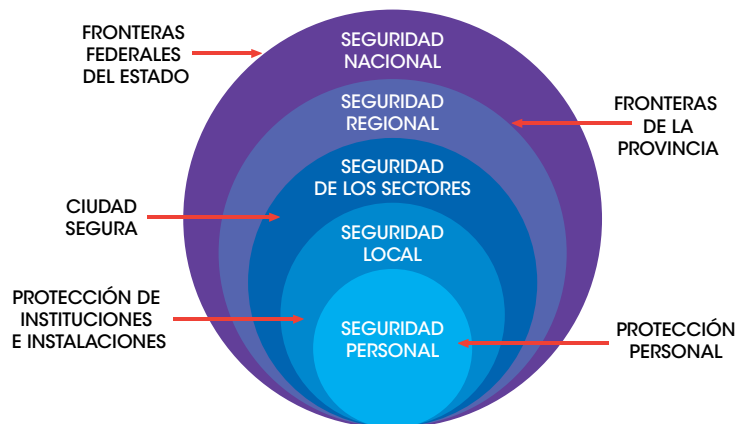 FRONTERAS
FEDERALES
DEL ESTADO
SEGURIDAD
NACIONAL
SEGURIDAD
REGIONAL
FRONTERAS
DE LA
PROVINCIA
SEGURIDAD
DE LOS SECTORES
CIUDAD
SEGURA
SEGURIDAD
LOCAL
PROTECCIÓN DE
INSTITUCIONES
E INSTALACIONES
SEGURIDAD
PERSONAL
PROTECCIÓN
PERSONAL